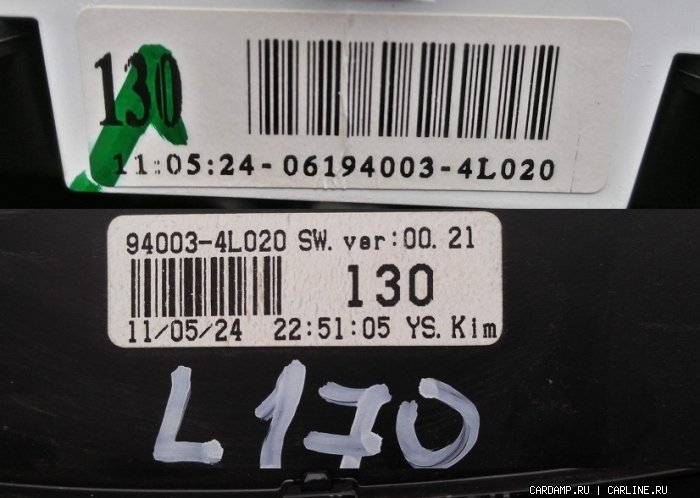 130
11:05:24-06194003-4L020
94003-4L020 SW. ver:00. 21
130
11/05/24 22:51:05 YS. Kim
L170
CARDAMP.RU | CARLINE.RU